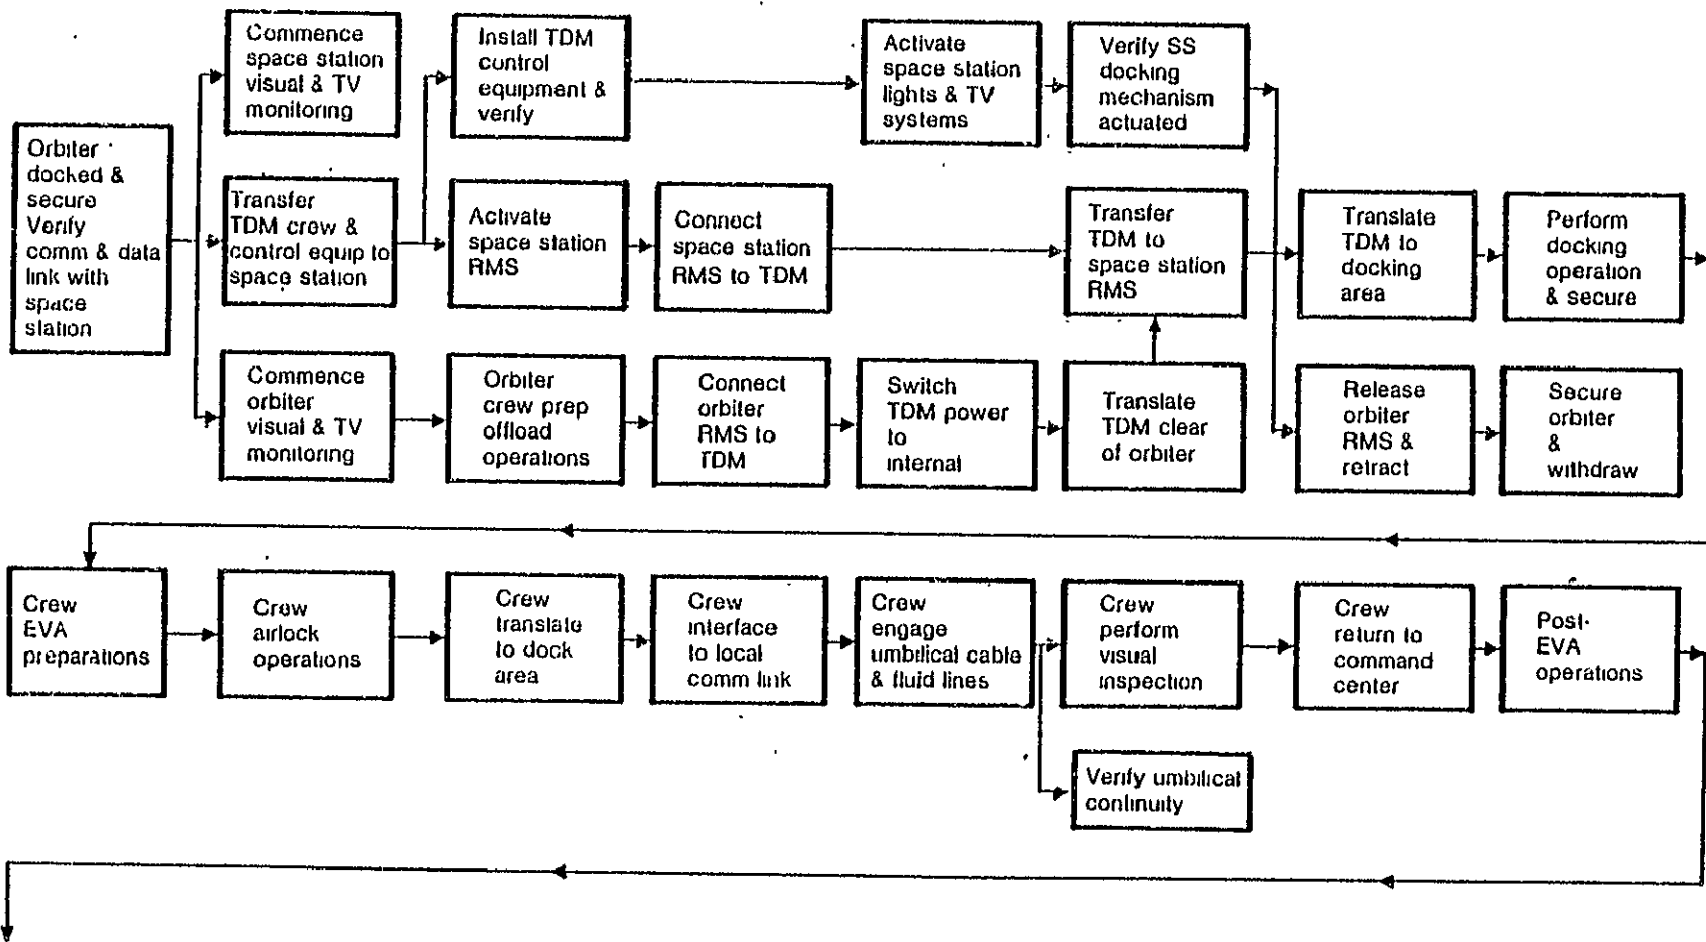 Commence
space station
visual & TV
monitoring
Install TDM
control
equipment &
verify
Activate
space station
lights & TV
systems
Verify SS
docking
mechanism
actuated
Orbiter
docked &
secure
Verify
comm & data
link with
space
station
Transfer
TDM crew &
control equip to
space station
Activate
space station
RMS
Connect
space station
RMS to TDM
Transfer
TDM to
space station
RMS
Translate
TDM to
docking
area
Perform
docking
operation
& secure
Commence
orbiter
visual & TV
monitoring
Orbiter
crew prep
offload
operations
Connect
orbiter
RMS to
TDM
Switch
TDM power
to
internal
Translate
TDM clear
of orbiter
Release
orbiter
RMS &
retract
Secure
orbiter
&
withdraw
Crew
EVA
preparations
Crew
airlock
operations
Crew
translate
to dock
area
Crew
interface
to local
comm link
Crew
engage
umbilical cable
& fluid lines
Crew
perform
visual
inspection
Crew
return to
command
center
Post-
EVA
operations
Verify umbilical
continuity